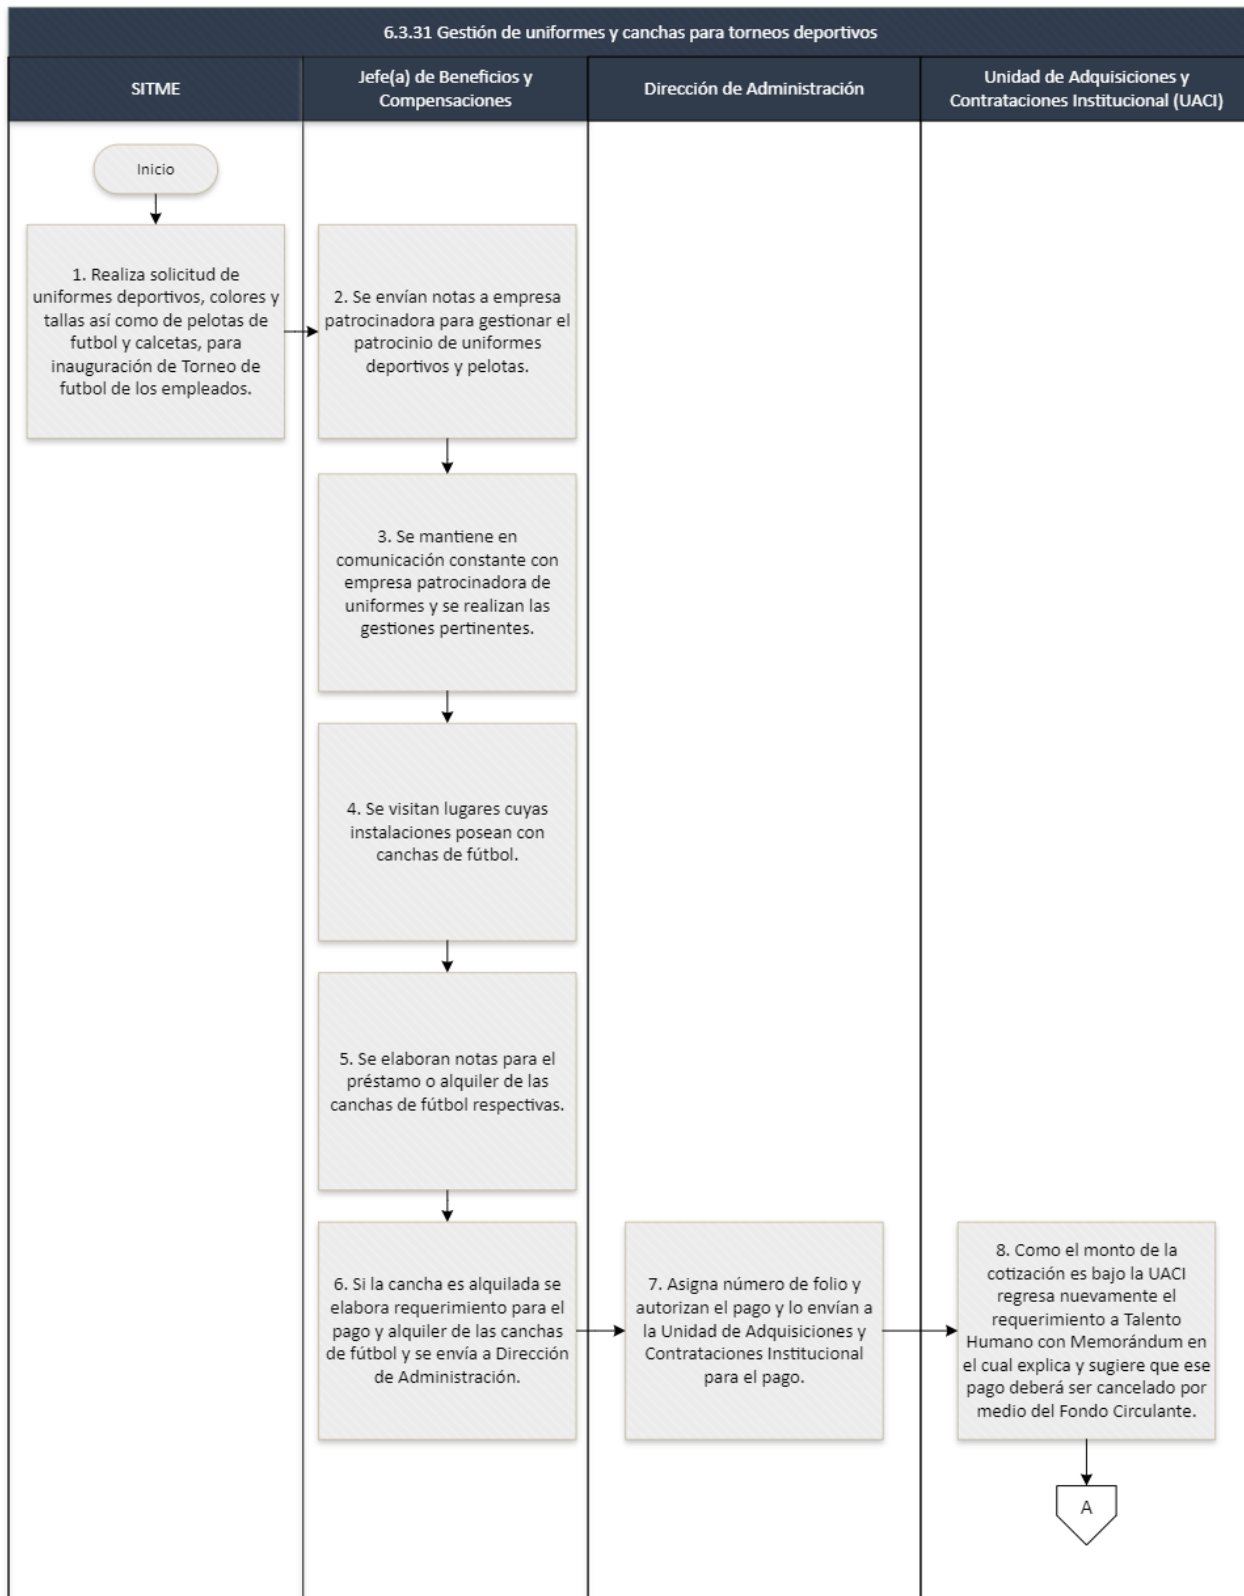 6.3.31 Gestión de uniformes y canchas para torneos deportivos
SITME
Jefe(a) de Beneficios y
Compensaciones
Dirección de Administración
Unidad de Adquisiciones y
Contrataciones Institucional (UACI)
Inicio
1. Realiza solicitud de
uniformes deportivos, colores y
tallas así como de pelotas de
futbol y calcetas, para
inauguración de Torneo de
futbol de los empleados.
2. Se envían notas a empresa
patrocinadora para gestionar el
patrocinio de uniformes
deportivos y pelotas.
3. Se mantiene en
comunicación constante con
empresa patrocinadora de
uniformes y se realizan las
gestiones pertinentes.
4. Se visitan lugares cuyas
instalaciones posean con
canchas de fútbol.
5. Se elaboran notas para el
préstamo o alquiler de las
canchas de fútbol respectivas.
6. Si la cancha es alquilada se
elabora requerimiento para el
pago y alquiler de las canchas
de fútbol y se envía a Dirección
de Administración.
7. Asigna número de folio y
autorizan el pago y lo envían a
la Unidad de Adquisiciones y
Contrataciones Institucional
para el pago.
8. Como el monto de la
cotización es bajo la UACI
regresa nuevamente el
requerimiento a Talento
Humano con Memorándum en
el cual explica y sugiere que ese
pago deberá ser cancelado por
medio del Fondo Circulante.
A